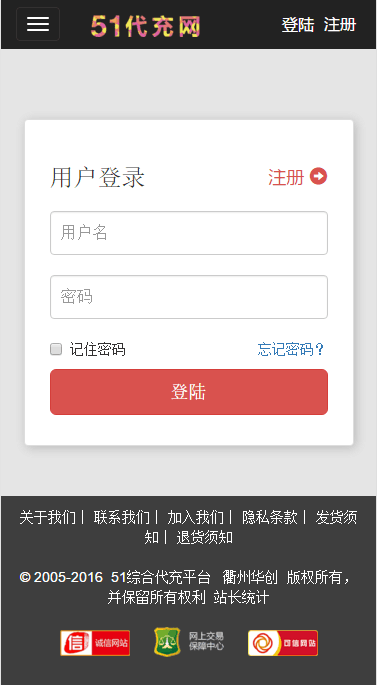 51代充网
登陆 注册
用户登录
注册
用户名
密码
记住密码
忘记密码？
登陆
关于我们 | 联系我们 | 加入我们 | 隐私条款 | 发货须
知 | 退货须知
© 2005-2016 51综合代充平台 衢州华创 版权所有，
并保留所有权利 站长统计
诚信网站
网上交易
保障中心
可信网站